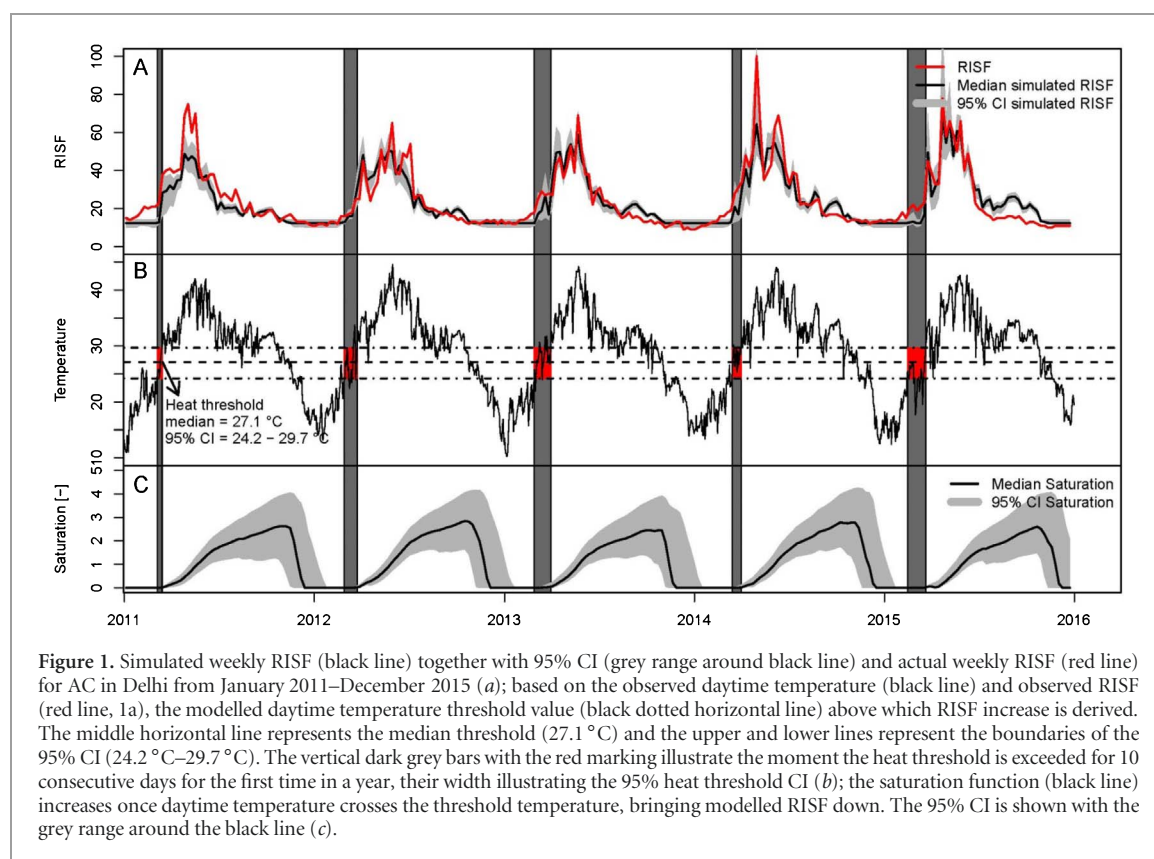 A
RISF
Median simulated RISF
95% CI simulated RISF
RISF
100
80
60
40
20
0
B
Temperature
40
30
20
10
Heat threshold
median = 27.1 °C
95% CI = 24.2 − 29.7 °C
C
Median Saturation
95% CI Saturation
Saturation [−]
5
4
3
2
1
0
2011 2012 2013 2014 2015 2016
Figure 1. Simulated weekly RISF (black line) together with 95% CI (grey range around black line) and actual weekly RISF (red line)
for AC in Delhi from January 2011–December 2015 (a); based on the observed daytime temperature (black line) and observed RISF
(red line, 1a), the modelled daytime temperature threshold value (black dotted horizontal line) above which RISF increase is derived.
The middle horizontal line represents the median threshold (27.1 °C) and the upper and lower lines represent the boundaries of the
95% CI (24.2 °C–29.7 °C). The vertical dark grey bars with the red marking illustrate the moment the heat threshold is exceeded for 10
consecutive days for the first time in a year, their width illustrating the 95% heat threshold CI (b); the saturation function (black line)
increases once daytime temperature crosses the threshold temperature, bringing modelled RISF down. The 95% CI is shown with the
grey range around the black line (c).